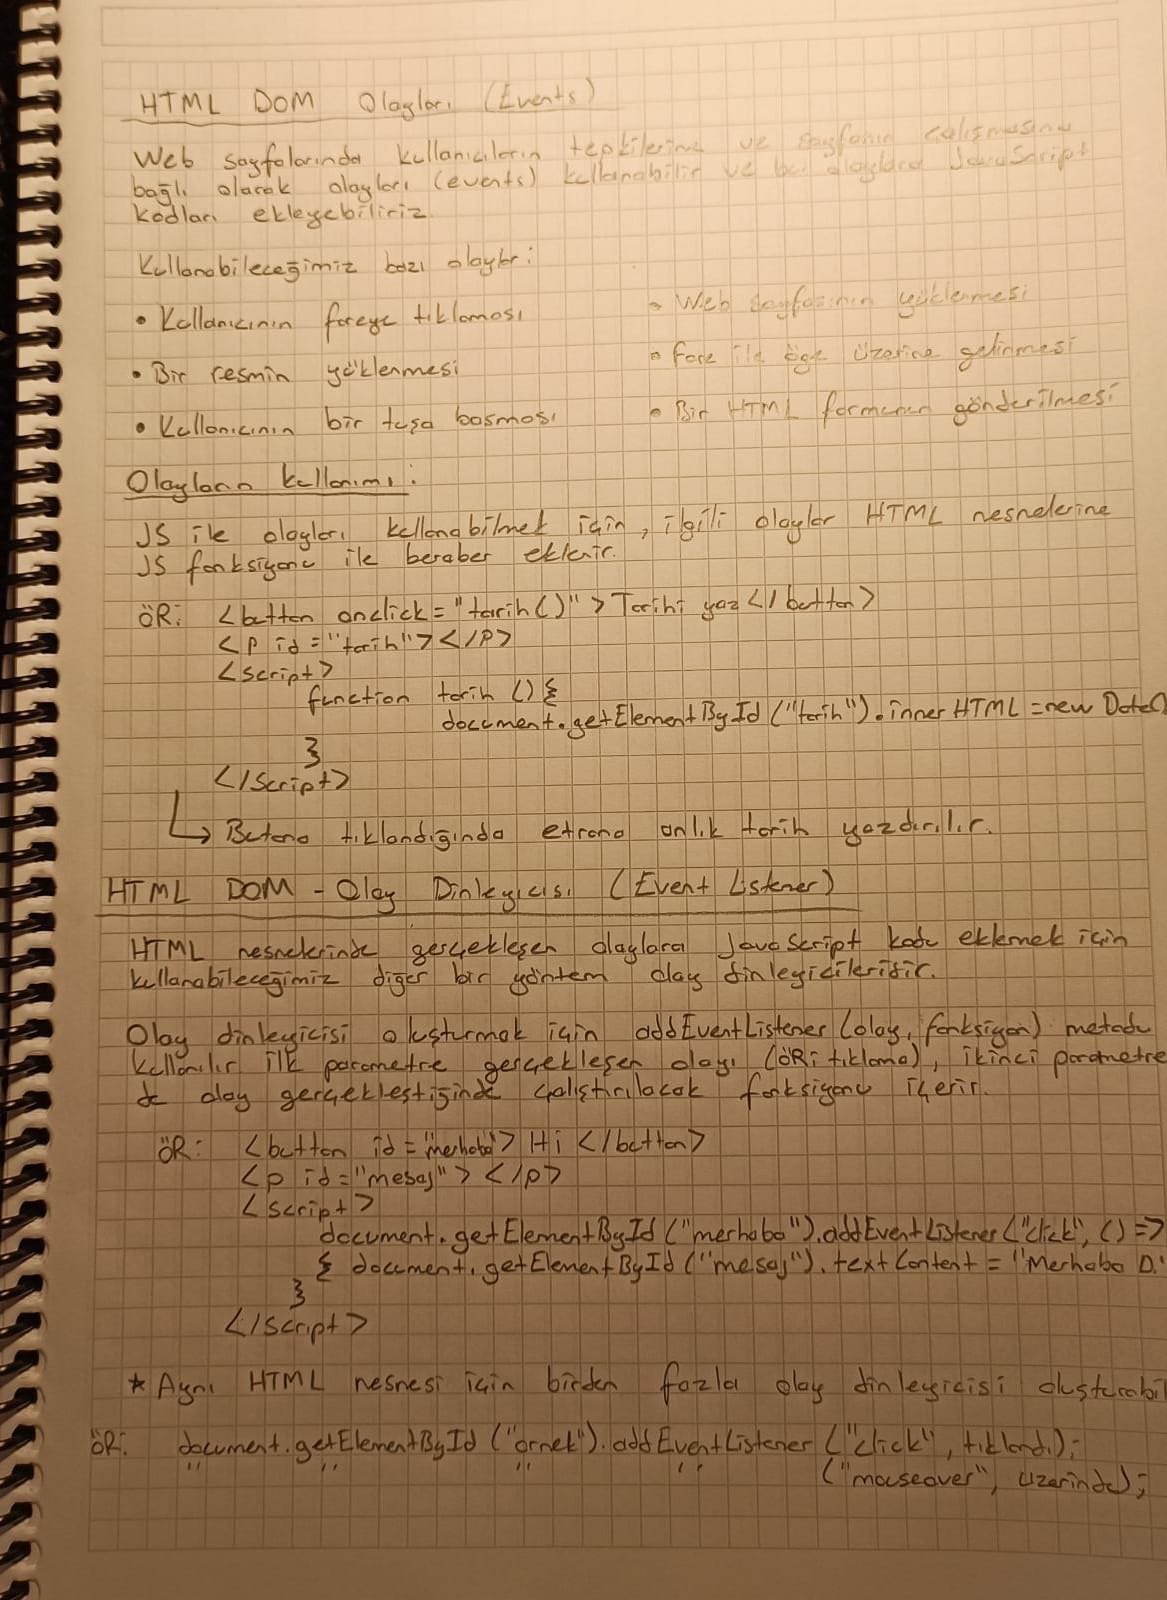 HTML DOM Olayları (Events)
Web sayfalarında kullanıcıların tepkilerine ve sayfanın çalışmasına
bağlı olarak olayları (events) kullanabilir ve bu olaylara JavaScript
kodları ekleyebiliriz.
Kullanabileceğimiz bazı olaylar:
• Kullanıcının fareye tıklaması
• Web sayfasının yüklenmesi
• Bir resmin yüklenmesi
• Fare ile öge üzerine gelinmesi
• Kullanıcının bir tuşa basması
• Bir HTML formunun gönderilmesi
Olayların kullanımı:
JS ile olayları kullanabilmek için, ilgili olaylar HTML nesnelerine
JS fonksiyonu ile beraber eklenir.
ÖR: <button onclick="tarih()">Tarihi yaz</button>
<p id="tarih"></p>
<script>
function tarih () {
document.getElementById("tarih").innerHTML=new Date()
}
</script>
↳ Butona tıklandığında ekrana anlık tarih yazdırılır.
HTML DOM - Olay Dinleyicisi (Event Listener)
HTML nesnelerinde gerçekleşen olaylara JavaScript kodu eklemek için
kullanabileceğimiz diğer bir yöntem olay dinleyicileridir.
Olay dinleyicisi oluşturmak için addEventListener(olay, fonksiyon) metodu
kullanılır ilk parametre gerçekleşen olayı (ÖR: tıklama), ikinci parametre
de olay gerçekleştiğinde çalıştırılacak fonksiyonu içerir.
ÖR: <button id="merhaba"> Hi </button>
<p id="mesaj"> </p>
<script>
document.getElementById("merhaba").addEventListener("click", () =>
{ document.getElementById("mesaj").textContent = "Merhaba D."
}
</script>
* Aynı HTML nesnesi için birden fazla olay dinleyicisi oluşturabil
ÖR: document.getElementById("örnek").addEventListener("click", tıklandı);
" " " " ("mouseover", üzerinde);